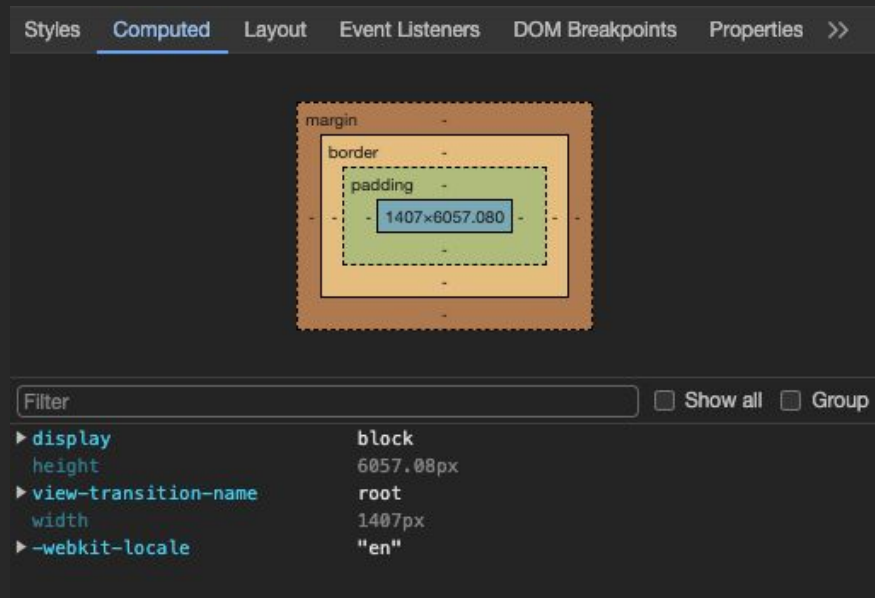 Styles Computed Layout Event Listeners DOM Breakpoints Properties >>
margin -
border -
padding -
- - - 1407×6057.080 - - -
-
-
-
Filter Show all Group
display block
height 6057.08px
view-transition-name root
width 1407px
-webkit-locale "en"